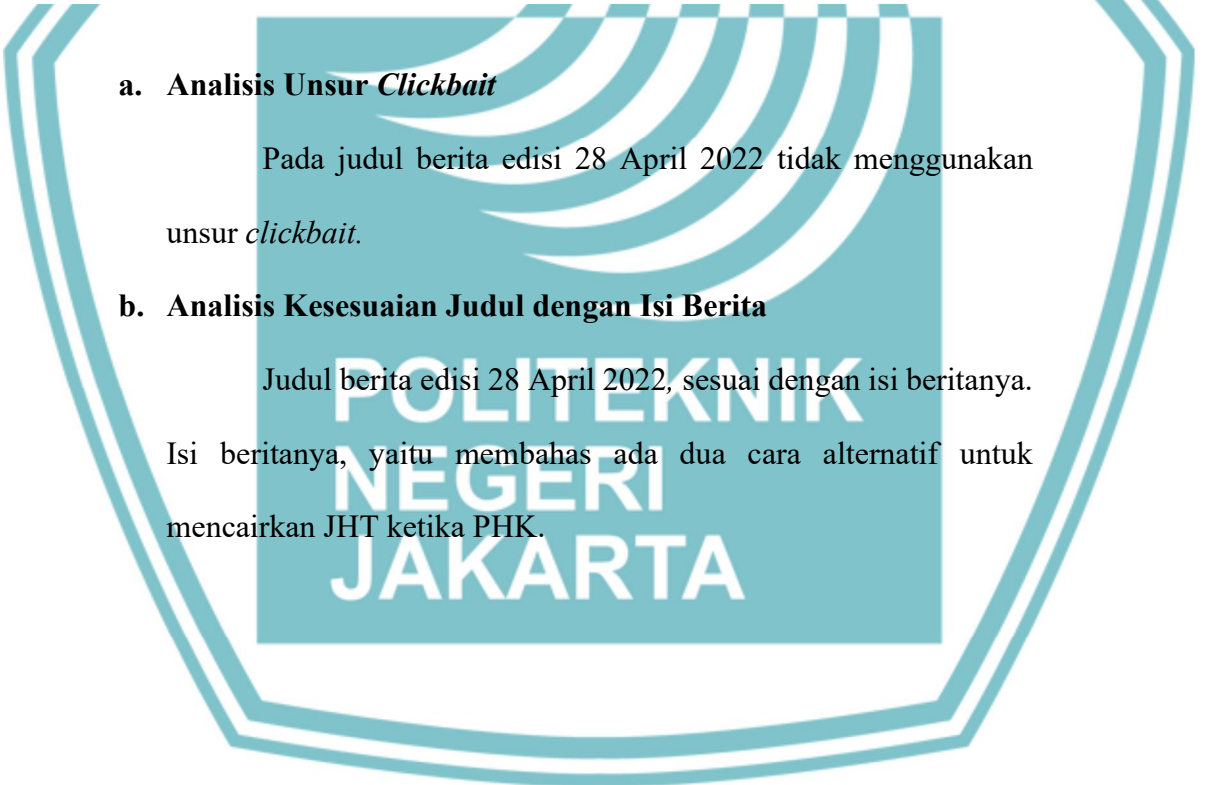 a. Analisis Unsur Clickbait
Pada judul berita edisi 28 April 2022 tidak menggunakan
unsur clickbait.
b. Analisis Kesesuaian Judul dengan Isi Berita
Judul berita edisi 28 April 2022, sesuai dengan isi beritanya.
Isi beritanya, yaitu membahas ada dua cara alternatif untuk
mencairkan JHT ketika PHK.
POLITEKNIK
NEGERI
JAKARTA